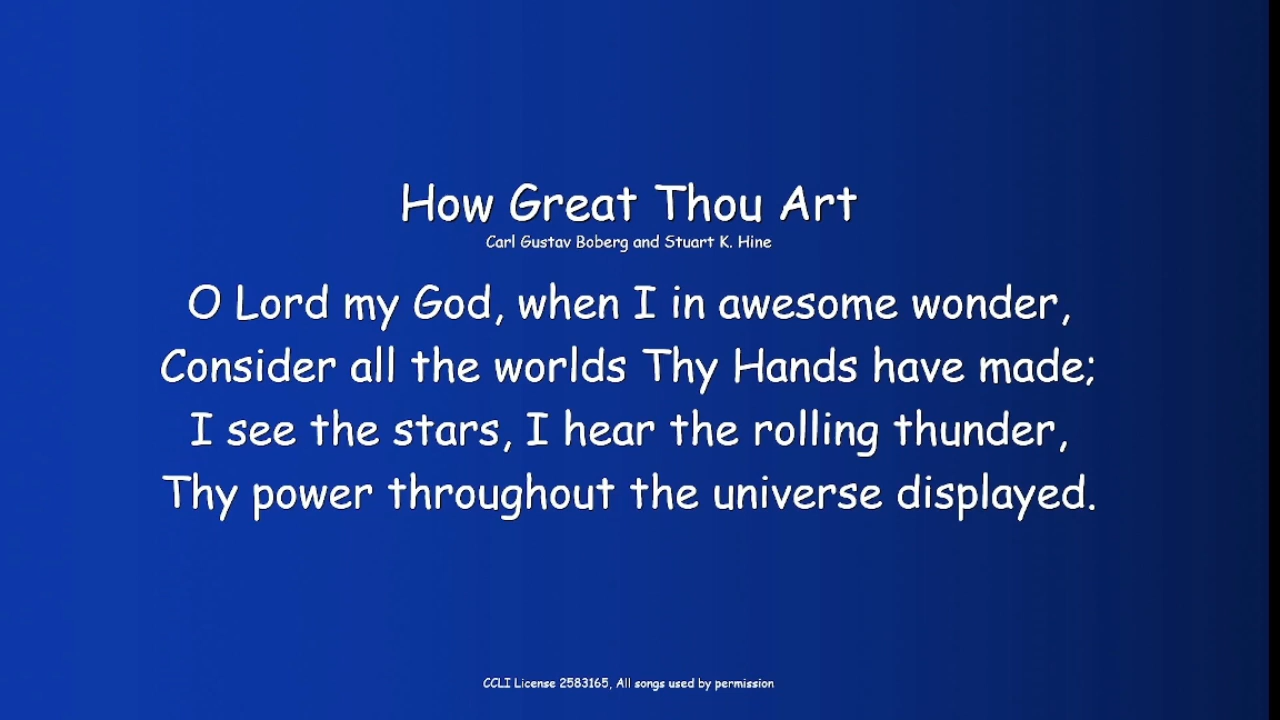 How Great Thou Art
Carl Gustav Boberg and Stuart K. Hine
O Lord my God, when I in awesome wonder,
Consider all the worlds Thy Hands have made;
I see the stars, I hear the rolling thunder,
Thy power throughout the universe displayed.
CCLI License 2583165, All songs used by permission